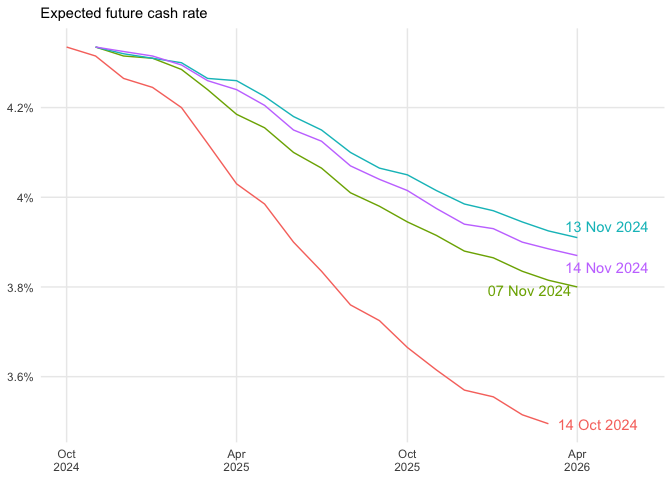 Expected future cash rate
4.2%
4%
3.8%
3.6%
13 Nov 2024
14 Nov 2024
07 Nov 2024
14 Oct 2024
Oct
2024
Apr
2025
Oct
2025
Apr
2026